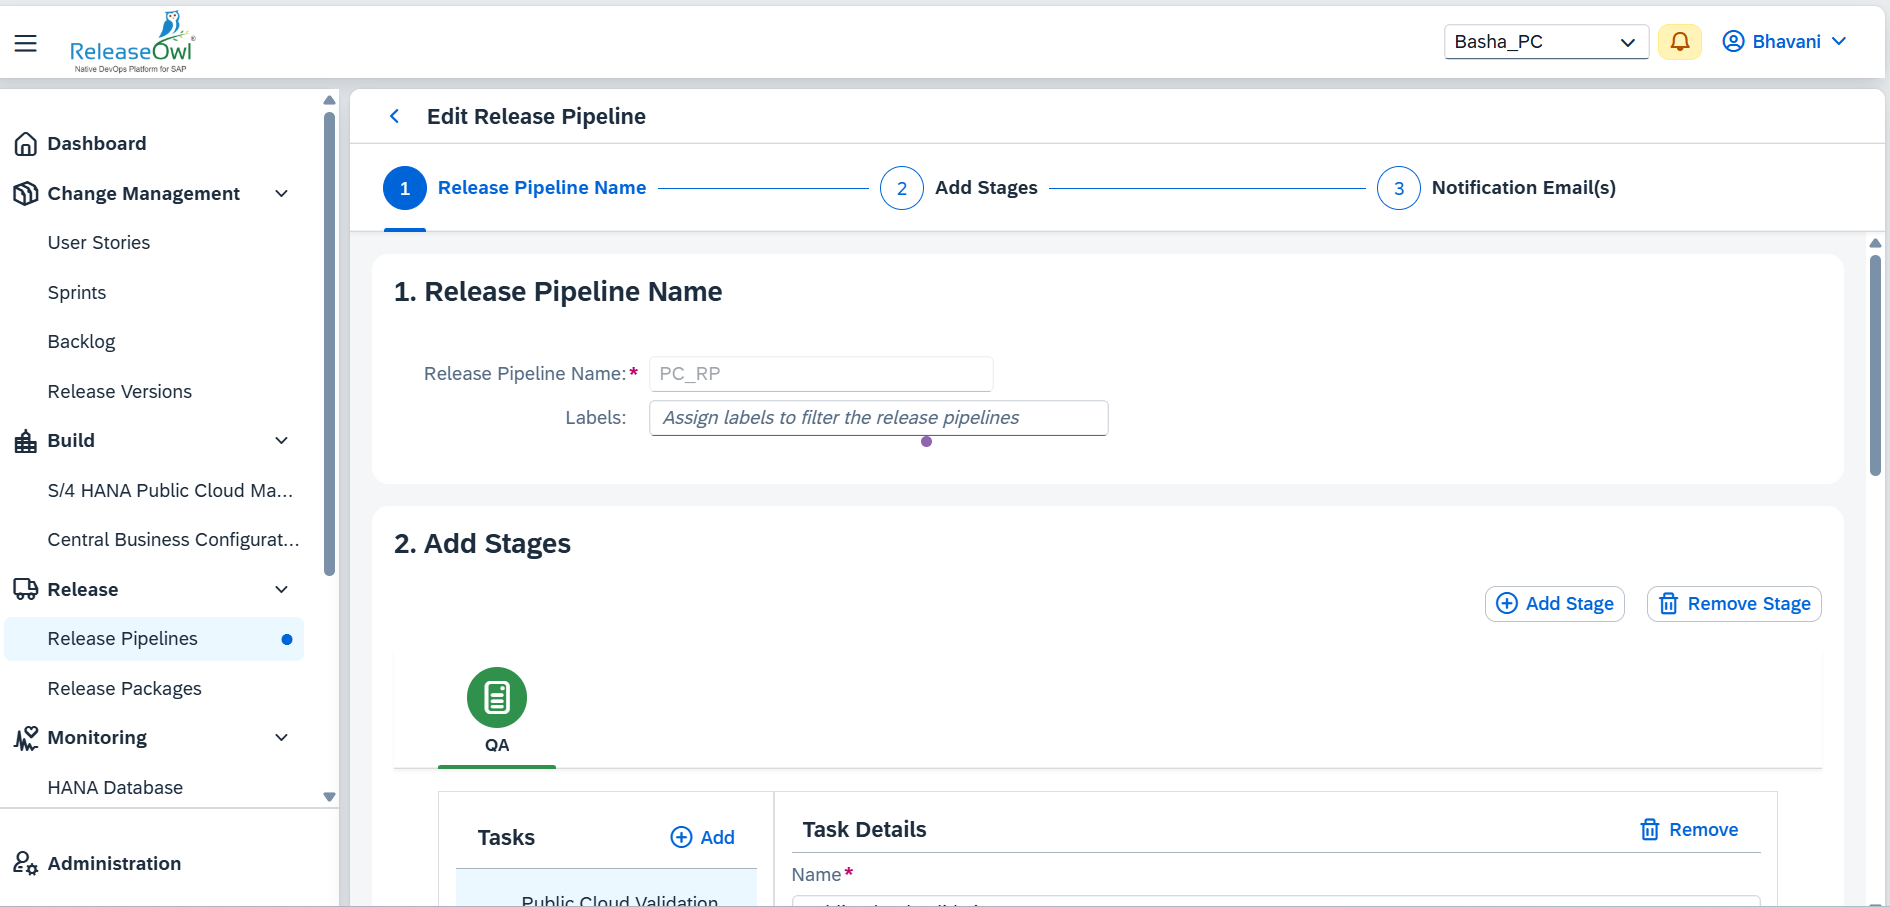 ReleaseOwl
Native DevOps Platform for SAP
Basha_PC
Bhavani
Dashboard
Change Management
User Stories
Sprints
Backlog
Release Versions
Build
S/4 HANA Public Cloud Ma...
Central Business Configurat...
Release
Release Pipelines
Release Packages
Monitoring
HANA Database
Administration
Edit Release Pipeline
1 Release Pipeline Name
2 Add Stages
3 Notification Email(s)
1. Release Pipeline Name
Release Pipeline Name:* PC_RP
Labels: Assign labels to filter the release pipelines
2. Add Stages
Add Stage
Remove Stage
QA
Tasks
Add
Public Cloud Validation
Task Details
Remove
Name*